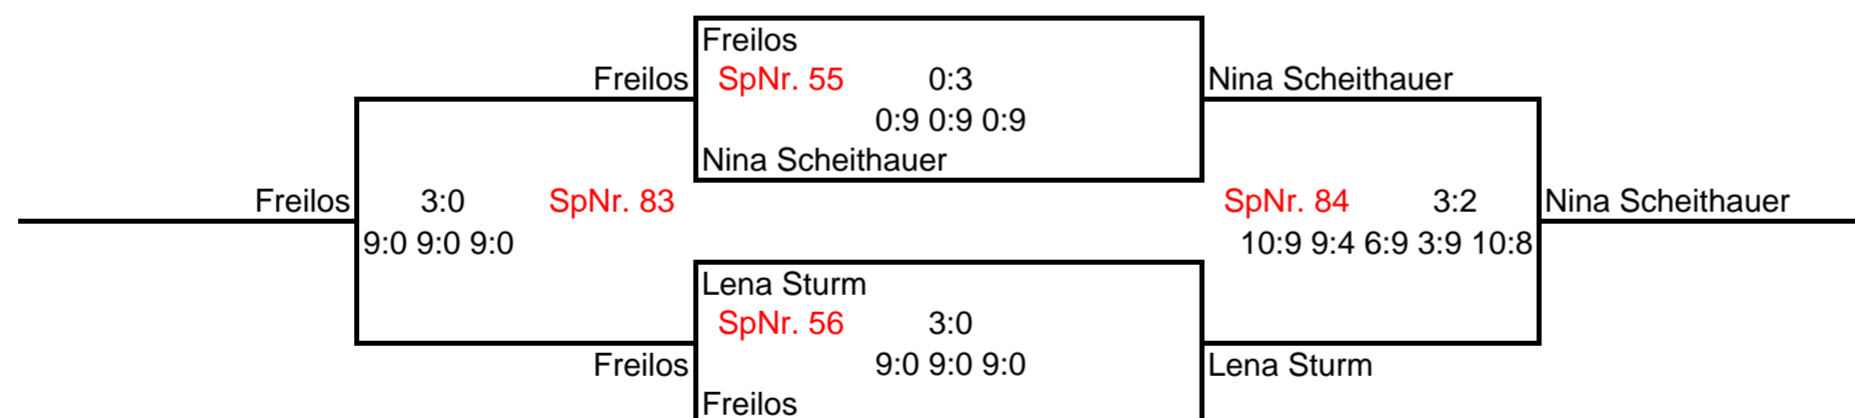 Freilos
Freilos SpNr. 55 0:3 Nina Scheithauer
0:9 0:9 0:9
Nina Scheithauer
Freilos 3:0 SpNr. 83 SpNr. 84 3:2 Nina Scheithauer
9:0 9:0 9:0 10:9 9:4 6:9 3:9 10:8
Lena Sturm
SpNr. 56 3:0
Freilos 9:0 9:0 9:0 Lena Sturm
Freilos